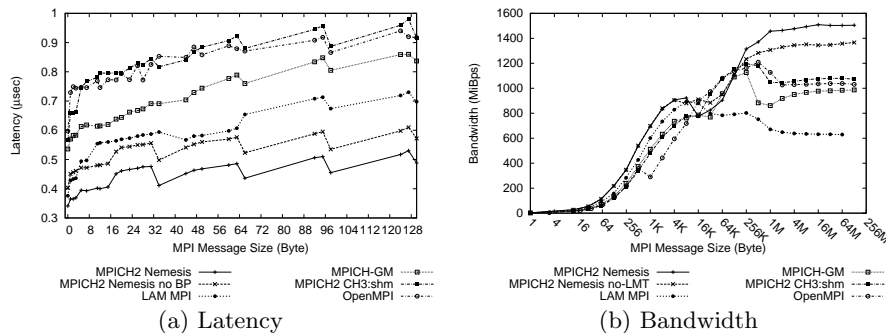 1
0.9
0.8
0.7
0.6
0.5
0.4
0.3
Latency (µsec)
0 8 16 24 32 40 48 56 64 72 80 88 96 104 112 120 128
MPI Message Size (Byte)
MPICH2 Nemesis
MPICH2 Nemesis no BP
LAM MPI
MPICH-GM
MPICH2 CH3:shm
OpenMPI
(a) Latency
1600
1400
1200
1000
800
600
400
200
0
Bandwidth (MiBps)
1 4 16 64 256 1K 4K 16K 64K 256K 1M 4M 16M 64M 256M
MPI Message Size (Byte)
MPICH2 Nemesis
MPICH2 Nemesis no-LMT
LAM MPI
MPICH-GM
MPICH2 CH3:shm
OpenMPI
(b) Bandwidth